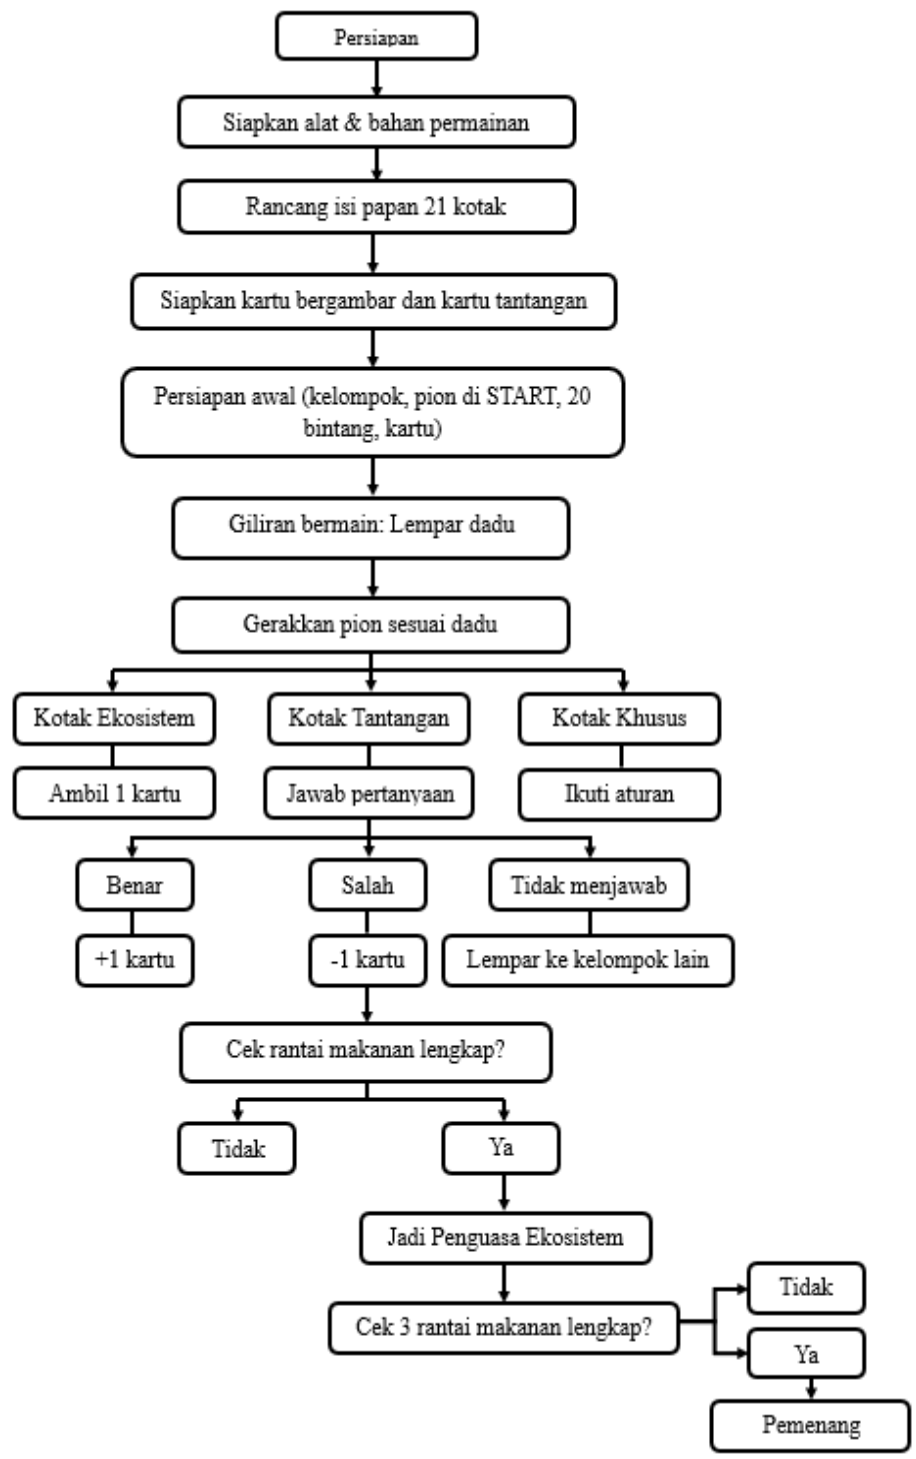 Persiapan
Siapkan alat & bahan permainan
Rancang isi papan 21 kotak
Siapkan kartu bergambar dan kartu tantangan
Persiapan awal (kelompok, pion di START, 20
bintang, kartu)
Giliran bermain: Lempar dadu
Gerakkan pion sesuai dadu
Kotak Ekosistem
Kotak Tantangan
Kotak Khusus
Ambil 1 kartu
Jawab pertanyaan
Ikuti aturan
Benar
Salah
Tidak menjawab
+1 kartu
-1 kartu
Lempar ke kelompok lain
Cek rantai makanan lengkap?
Tidak
Ya
Jadi Penguasa Ekosistem
Cek 3 rantai makanan lengkap?
Tidak
Ya
Pemenang